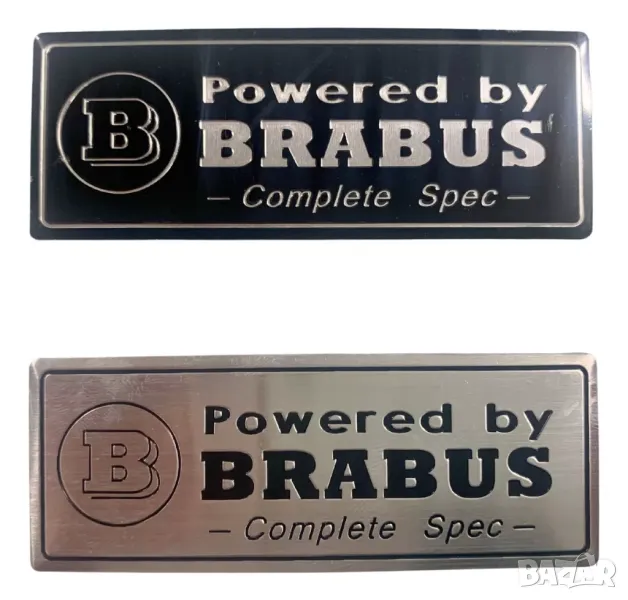 B
Powered by
BRABUS
– Complete Spec –
B
Powered by
BRABUS
– Complete Spec –
BAZAR